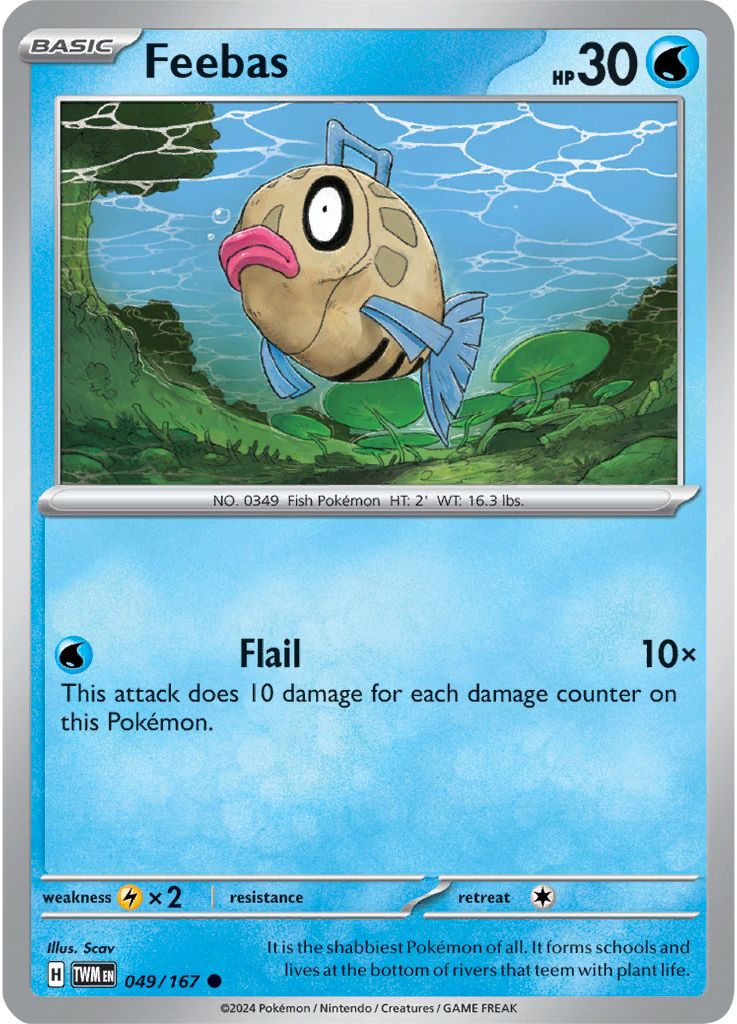 BASIC Feebas HP 30
NO. 0349 Fish Pokémon HT: 2' WT: 16.3 lbs.
Flail 10×
This attack does 10 damage for each damage counter on
this Pokémon.
weakness ×2 resistance retreat
Illus. Scav
H TWM EN 049/167
It is the shabbiest Pokémon of all. It forms schools and
lives at the bottom of rivers that teem with plant life.
©2024 Pokémon / Nintendo / Creatures / GAME FREAK